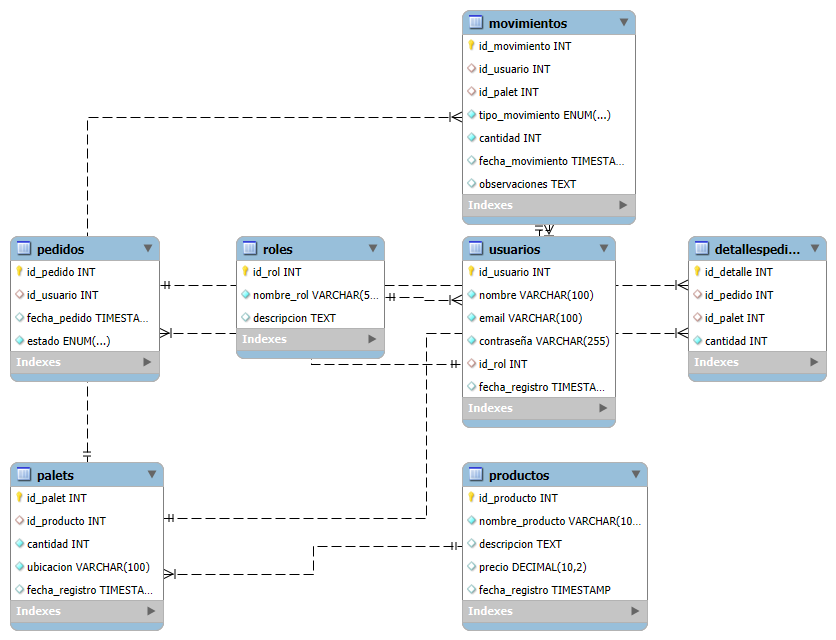 movimientos
id_movimiento INT
id_usuario INT
id_palet INT
tipo_movimiento ENUM(...)
cantidad INT
fecha_movimiento TIMESTA...
observaciones TEXT
Indexes
pedidos
id_pedido INT
id_usuario INT
fecha_pedido TIMESTA...
estado ENUM(...)
Indexes
roles
id_rol INT
nombre_rol VARCHAR(5...
descripcion TEXT
Indexes
usuarios
id_usuario INT
nombre VARCHAR(100)
email VARCHAR(100)
contraseña VARCHAR(255)
id_rol INT
fecha_registro TIMESTA...
Indexes
detallespedi...
id_detalle INT
id_pedido INT
id_palet INT
cantidad INT
Indexes
palets
id_palet INT
id_producto INT
cantidad INT
ubicacion VARCHAR(100)
fecha_registro TIMESTA...
Indexes
productos
id_producto INT
nombre_producto VARCHAR(10...
descripcion TEXT
precio DECIMAL(10,2)
fecha_registro TIMESTAMP
Indexes